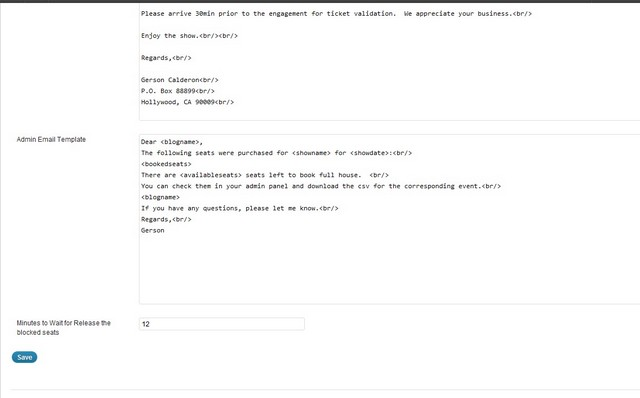 Please arrive 30min prior to the engagement for ticket validation.  We appreciate your business.<br/>
Enjoy the show.<br/><br/>
Regards,<br/>
Gerson Calderon<br/>
P.O. Box 88899<br/>
Hollywood, CA 90009<br/>
Admin Email Template
Dear <blogname>,
The following seats were purchased for <showname> for <showdate>:<br/>
<bookedseats>
There are <availableseats> seats left to book full house.  <br/>
You can check them in your admin panel and download the csv for the corresponding event.<br/>
<blogname>
If you have any questions, please let me know.<br/>
Regards,<br/>
Gerson
Minutes to Wait for Release the
blocked seats
12
Save